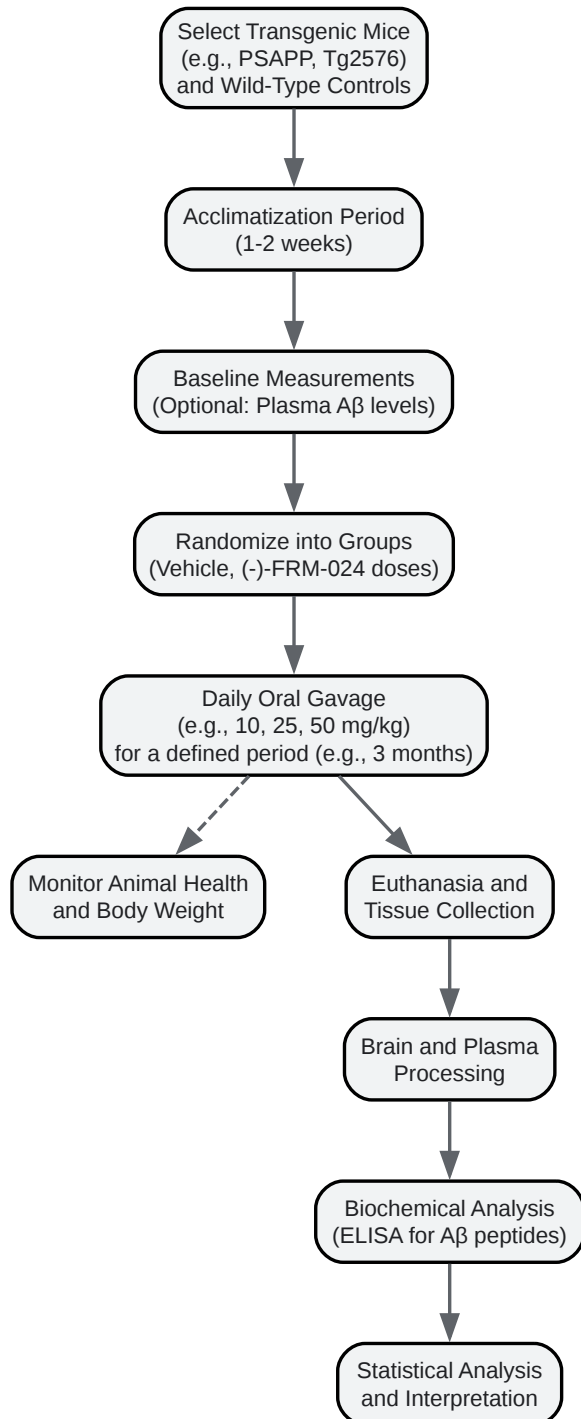 Select Transgenic Mice
(e.g., PSAPP, Tg2576)
and Wild-Type Controls
Acclimatization Period
(1-2 weeks)
Baseline Measurements
(Optional: Plasma Aβ levels)
Randomize into Groups
(Vehicle, (-)-FRM-024 doses)
Daily Oral Gavage
(e.g., 10, 25, 50 mg/kg)
for a defined period (e.g., 3 months)
Monitor Animal Health
and Body Weight
Euthanasia and
Tissue Collection
Brain and Plasma
Processing
Biochemical Analysis
(ELISA for Aβ peptides)
Statistical Analysis
and Interpretation